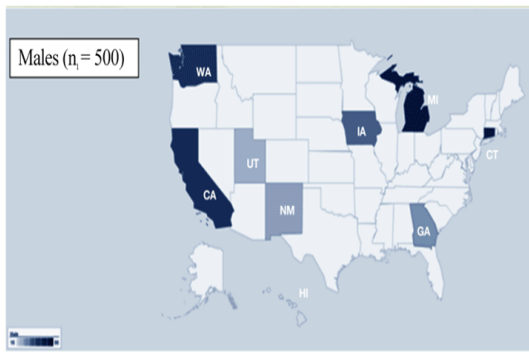 Males (nᵢ = 500)
WA
MI
IA
UT
CT
CA
NM
GA
HI